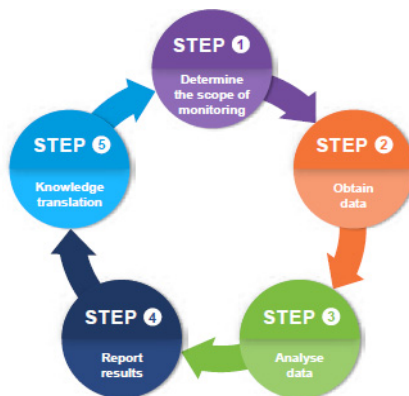 STEP 1
Determine
the scope of
monitoring
STEP 2
Obtain
data
STEP 3
Analyse
data
STEP 4
Report
results
STEP 5
Knowledge
translation